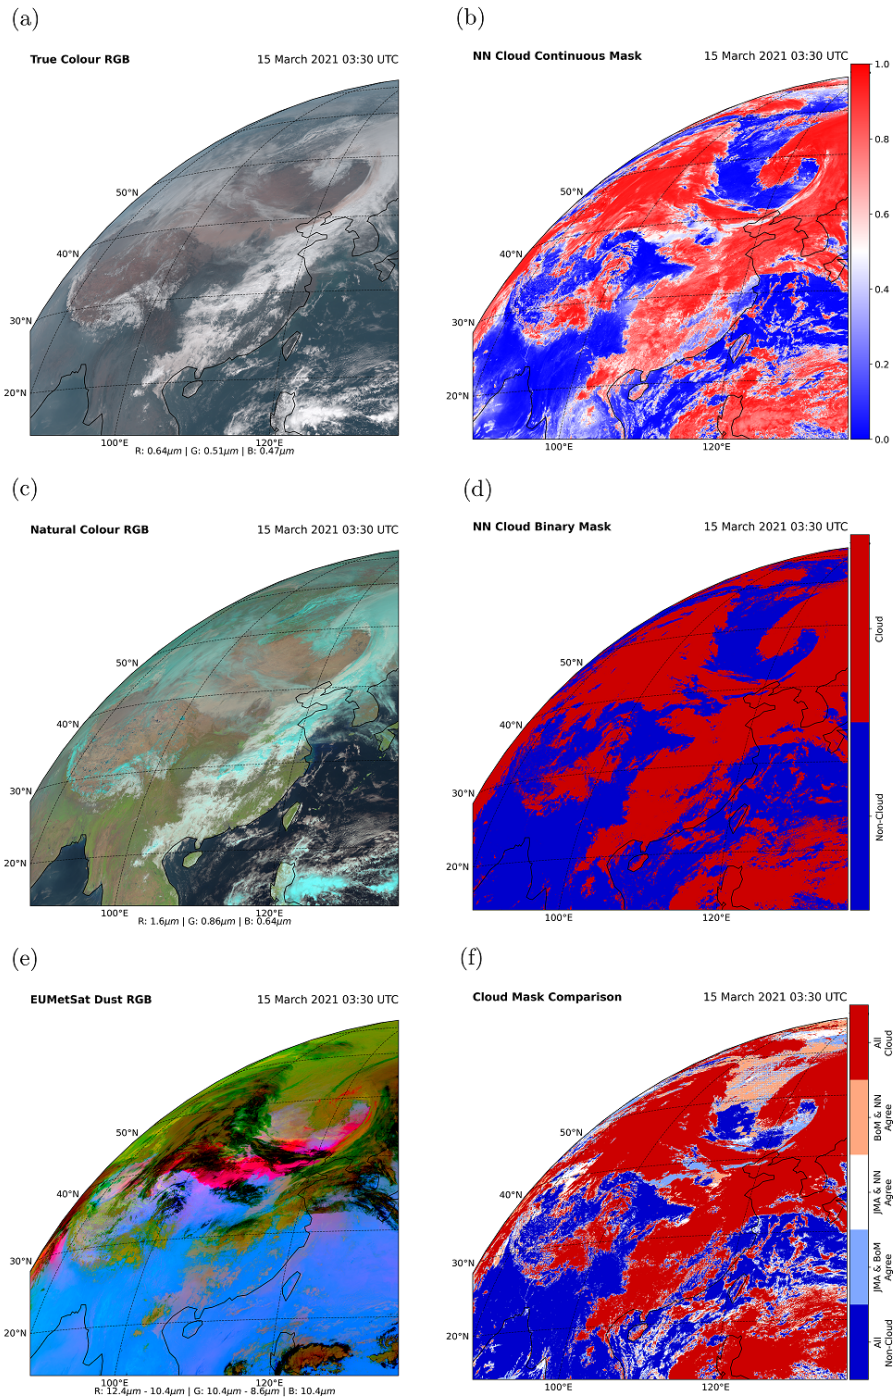 (a)
True Colour RGB 15 March 2021 03:30 UTC
50°N
40°N
30°N
20°N
100°E 120°E
R: 0.64μm | G: 0.51μm | B: 0.47μm
(b)
NN Cloud Continuous Mask 15 March 2021 03:30 UTC
1.0
0.8
0.6
0.4
0.2
0.0
50°N
40°N
30°N
20°N
100°E 120°E
(c)
Natural Colour RGB 15 March 2021 03:30 UTC
50°N
40°N
30°N
20°N
100°E 120°E
R: 1.6μm | G: 0.86μm | B: 0.64μm
(d)
NN Cloud Binary Mask 15 March 2021 03:30 UTC
Cloud
Non-Cloud
50°N
40°N
30°N
20°N
100°E 120°E
(e)
EUMetSat Dust RGB 15 March 2021 03:30 UTC
50°N
40°N
30°N
20°N
100°E 120°E
R: 12.4μm - 10.4μm | G: 10.4μm - 8.6μm | B: 10.4μm
(f)
Cloud Mask Comparison 15 March 2021 03:30 UTC
All
Cloud
BoM & NN
Agree
JMA & NN
Agree
JMA & BoM
Agree
All
Non-Cloud
50°N
40°N
30°N
20°N
100°E 120°E